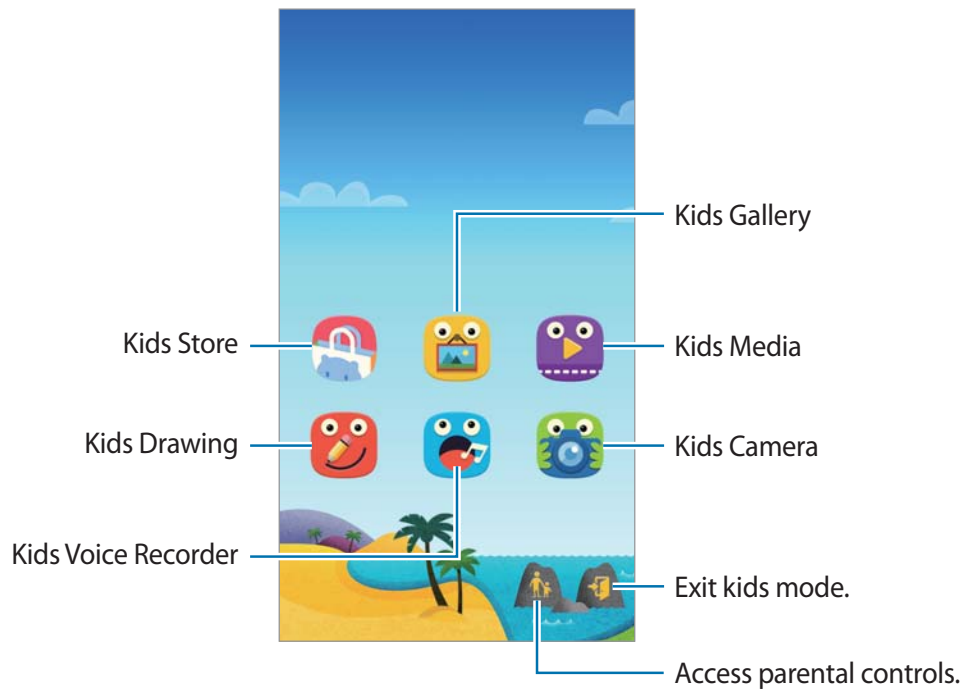 Kids Gallery
Kids Store
Kids Media
Kids Drawing
Kids Camera
Kids Voice Recorder
Exit kids mode.
Access parental controls.